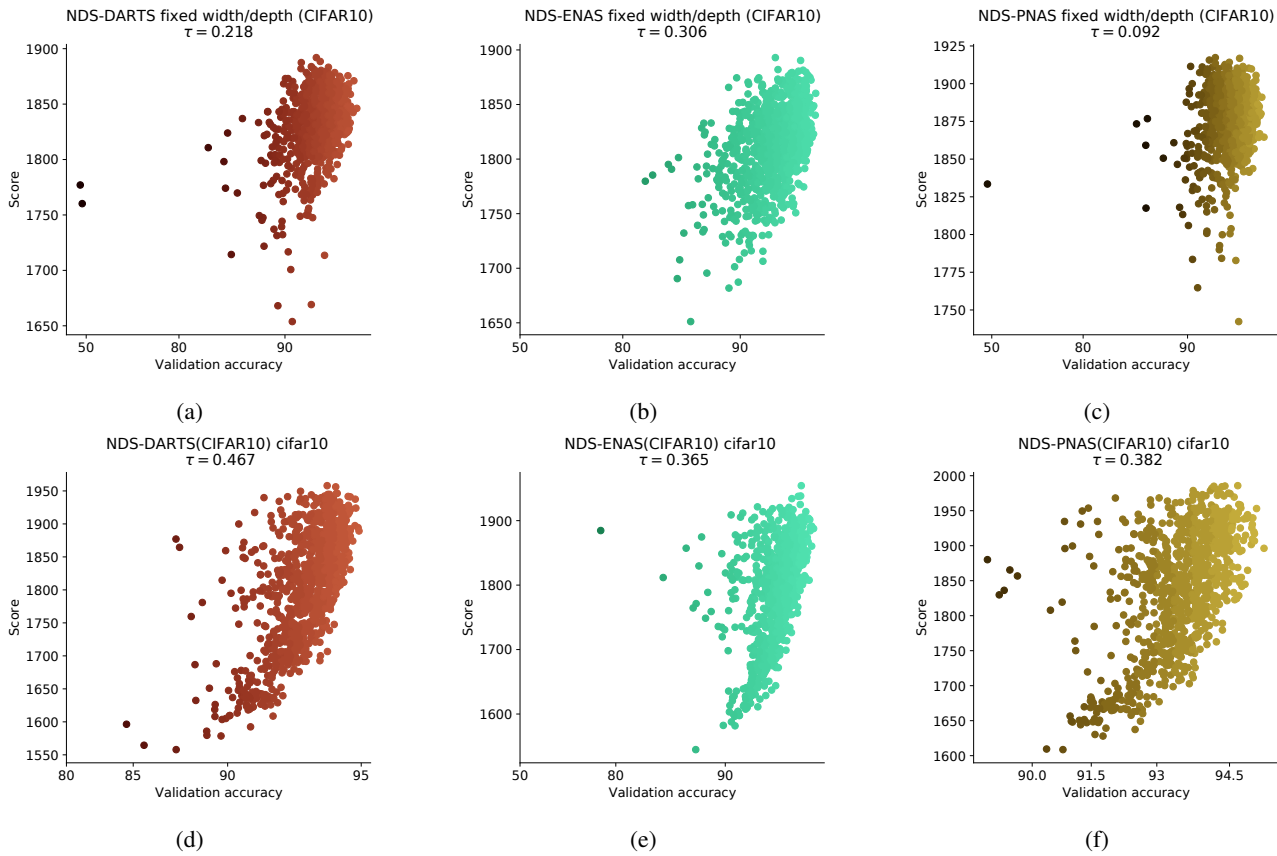 NDS-DARTS fixed width/depth (CIFAR10)
τ = 0.218
1900
1850
1800
1750
1700
1650
Score
50
80
90
Validation accuracy
(a)
NDS-ENAS fixed width/depth (CIFAR10)
τ = 0.306
1900
1850
1800
1750
1700
1650
Score
50
80
90
Validation accuracy
(b)
NDS-PNAS fixed width/depth (CIFAR10)
τ = 0.092
1925
1900
1875
1850
1825
1800
1775
1750
Score
50
80
90
Validation accuracy
(c)
NDS-DARTS(CIFAR10) cifar10
τ = 0.467
1950
1900
1850
1800
1750
1700
1650
1600
1550
Score
80
85
90
95
Validation accuracy
(d)
NDS-ENAS(CIFAR10) cifar10
τ = 0.365
1900
1800
1700
1600
Score
50
80
90
Validation accuracy
(e)
NDS-PNAS(CIFAR10) cifar10
τ = 0.382
2000
1950
1900
1850
1800
1750
1700
1650
1600
Score
90.0
91.5
93
94.5
Validation accuracy
(f)